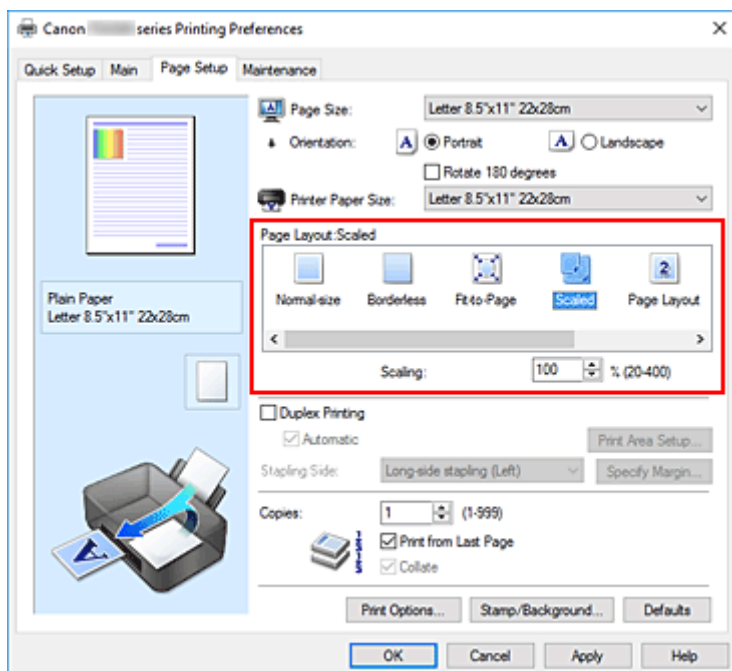 Canon series Printing Preferences
Quick Setup Main Page Setup Maintenance
Page Size: Letter 8.5"x11" 22x28cm
Orientation: A Portrait A Landscape
Rotate 180 degrees
Printer Paper Size: Letter 8.5"x11" 22x28cm
Page Layout:Scaled
Normal-size Borderless Fit-to-Page Scaled 2 Page Layout
Plain Paper
Letter 8.5"x11" 22x28cm
Scaling: 100 % (20-400)
Duplex Printing
Automatic Print Area Setup...
Stapling Side: Long-side stapling (Left) Specify Margin...
Copies: 1 (1-999)
Print from Last Page
Collate
A
Print Options... Stamp/Background... Defaults
OK Cancel Apply Help